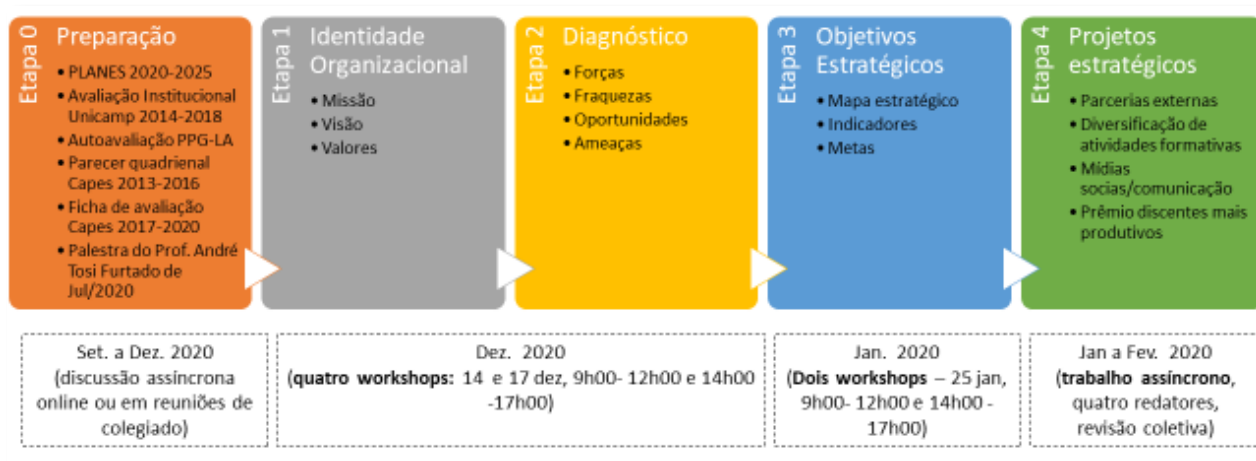 Etapa 0
Preparação
• PLANES 2020-2025
• Avaliação Institucional
Unicamp 2014-2018
• Autoavaliação PPG-LA
• Parecer quadrienal
Capes 2013-2016
• Ficha de avaliação
Capes 2017-2020
• Palestra do Prof. André
Tosi Furtado de
Jul/2020
Etapa 1
Identidade
Organizacional
• Missão
• Visão
• Valores
Etapa 2
Diagnóstico
• Forças
• Fraquezas
• Oportunidades
• Ameaças
Etapa 3
Objetivos
Estratégicos
• Mapa estratégico
• Indicadores
• Metas
Etapa 4
Projetos
estratégicos
• Parcerias externas
• Diversificação de
atividades formativas
• Mídias
socias/comunicação
• Prêmio discentes mais
produtivos
Set. a Dez. 2020
(discussão assíncrona
online ou em reuniões de
colegiado)
Dez. 2020
(quatro workshops: 14 e 17 dez, 9h00- 12h00 e 14h00
-17h00)
Jan. 2020
(Dois workshops – 25 jan,
9h00- 12h00 e 14h00 -
17h00)
Jan a Fev. 2020
(trabalho assíncrono,
quatro redatores,
revisão coletiva)